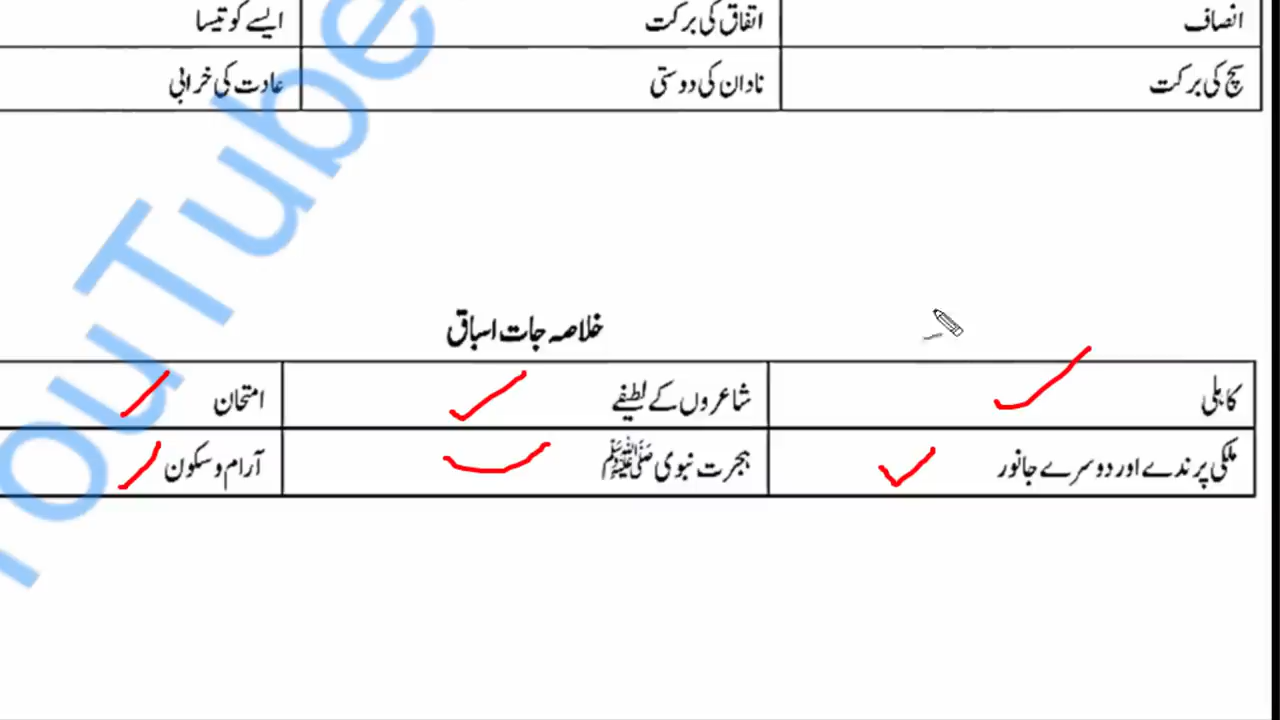 انصاف اتفاق کی برکت ایسے کو تیسا
سچ کی برکت نادان کی دوستی عادت کی خرابی
خلاصہ جات اسباق
کاہلی شاعروں کے لطیفے امتحان
ملکی پرندے اور دوسرے جانور ہجرت نبوی ﷺ آرام و سکون
YouTube